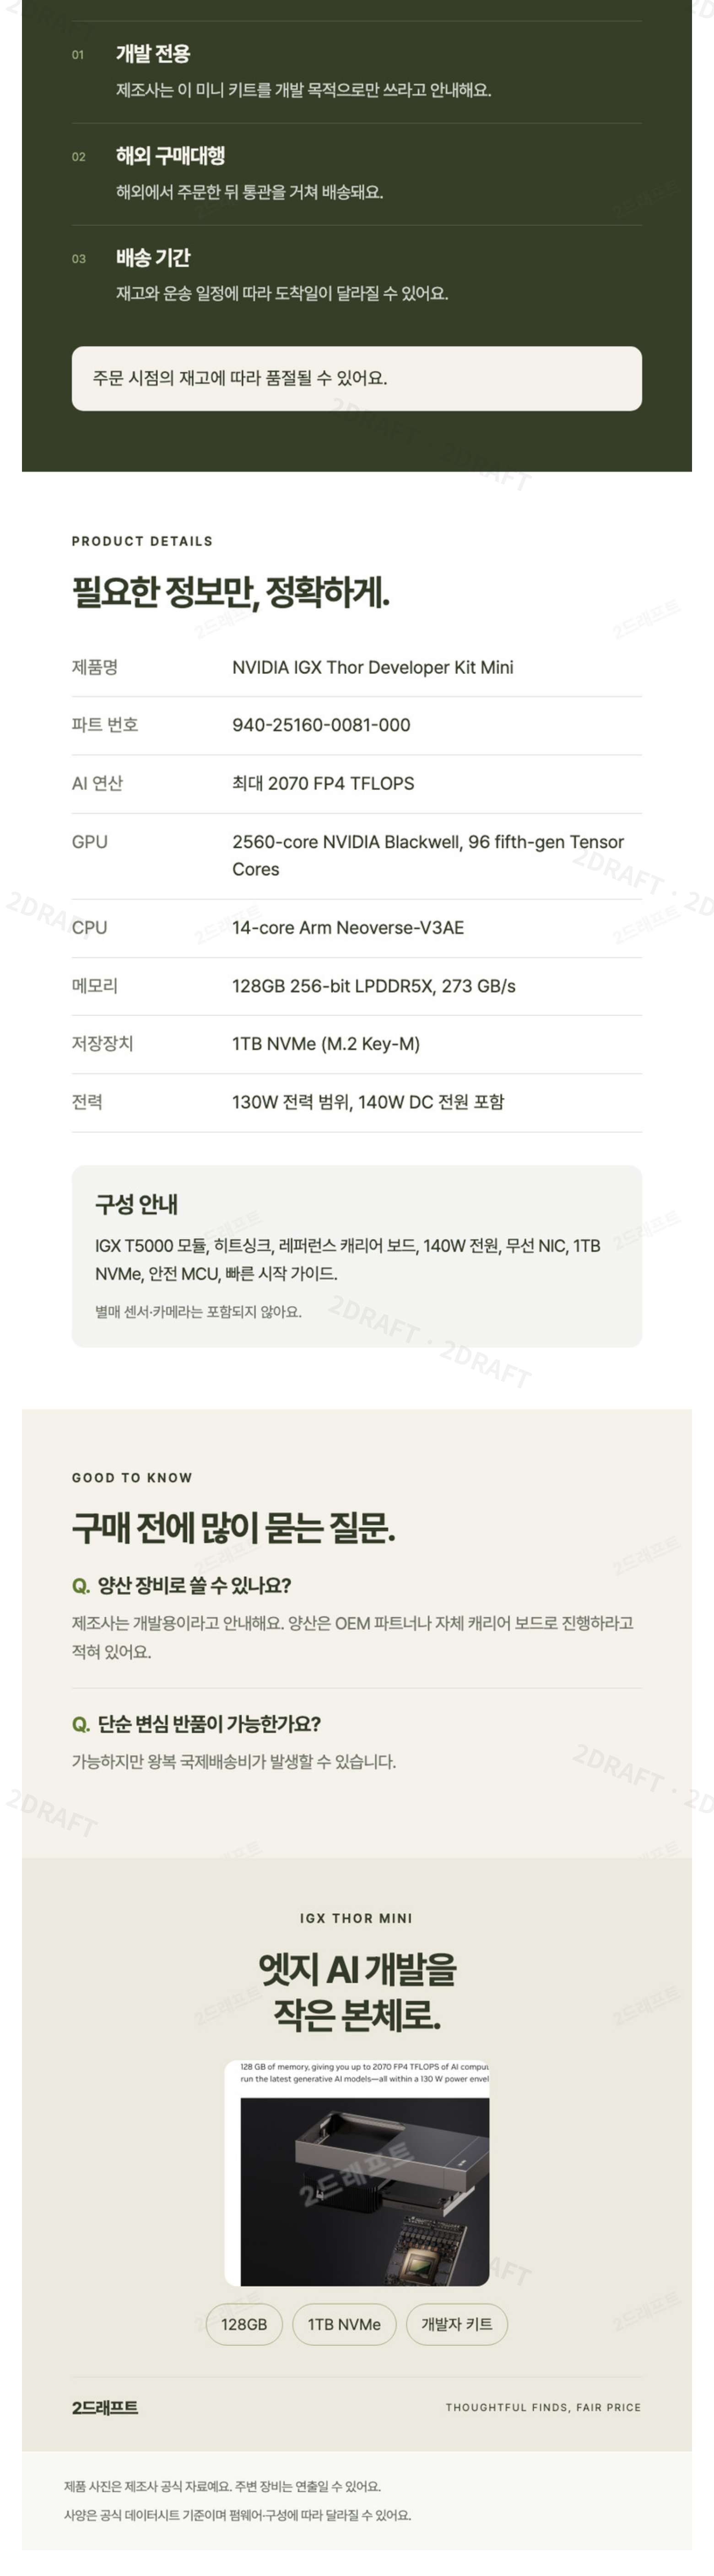 01 개발 전용
제조사는 이 미니 키트를 개발 목적으로만 쓰라고 안내해요.
02 해외 구매대행
해외에서 주문한 뒤 통관을 거쳐 배송돼요.
03 배송 기간
재고와 운송 일정에 따라 도착일이 달라질 수 있어요.
주문 시점의 재고에 따라 품절될 수 있어요.
2DRAFT · 2DRAFT
PRODUCT DETAILS
필요한 정보만, 정확하게.
제품명 NVIDIA IGX Thor Developer Kit Mini
파트 번호 940-25160-0081-000
AI 연산 최대 2070 FP4 TFLOPS
GPU 2560-core NVIDIA Blackwell, 96 fifth-gen Tensor
Cores
CPU 14-core Arm Neoverse-V3AE
메모리 128GB 256-bit LPDDR5X, 273 GB/s
저장장치 1TB NVMe (M.2 Key-M)
전력 130W 전력 범위, 140W DC 전원 포함
구성 안내
IGX T5000 모듈, 히트싱크, 레퍼런스 캐리어 보드, 140W 전원, 무선 NIC, 1TB
NVMe, 안전 MCU, 빠른 시작 가이드.
별매 센서·카메라는 포함되지 않아요.
2DRAFT · 2DRAFT
GOOD TO KNOW
구매 전에 많이 묻는 질문.
Q. 양산 장비로 쓸 수 있나요?
제조사는 개발용이라고 안내해요. 양산은 OEM 파트너나 자체 캐리어 보드로 진행하라고
적혀 있어요.
Q. 단순 변심 반품이 가능한가요?
가능하지만 왕복 국제배송비가 발생할 수 있습니다.
IGX THOR MINI
엣지 AI 개발을
작은 본체로.
128 GB of memory, giving you up to 2070 FP4 TFLOPS of AI comput
run the latest generative AI models—all within a 130 W power envel
2드래프트
128GB 1TB NVMe 개발자 키트
2드래프트 THOUGHTFUL FINDS, FAIR PRICE
제품 사진은 제조사 공식 자료예요. 주변 장비는 연출일 수 있어요.
사양은 공식 데이터시트 기준이며 펌웨어·구성에 따라 달라질 수 있어요.